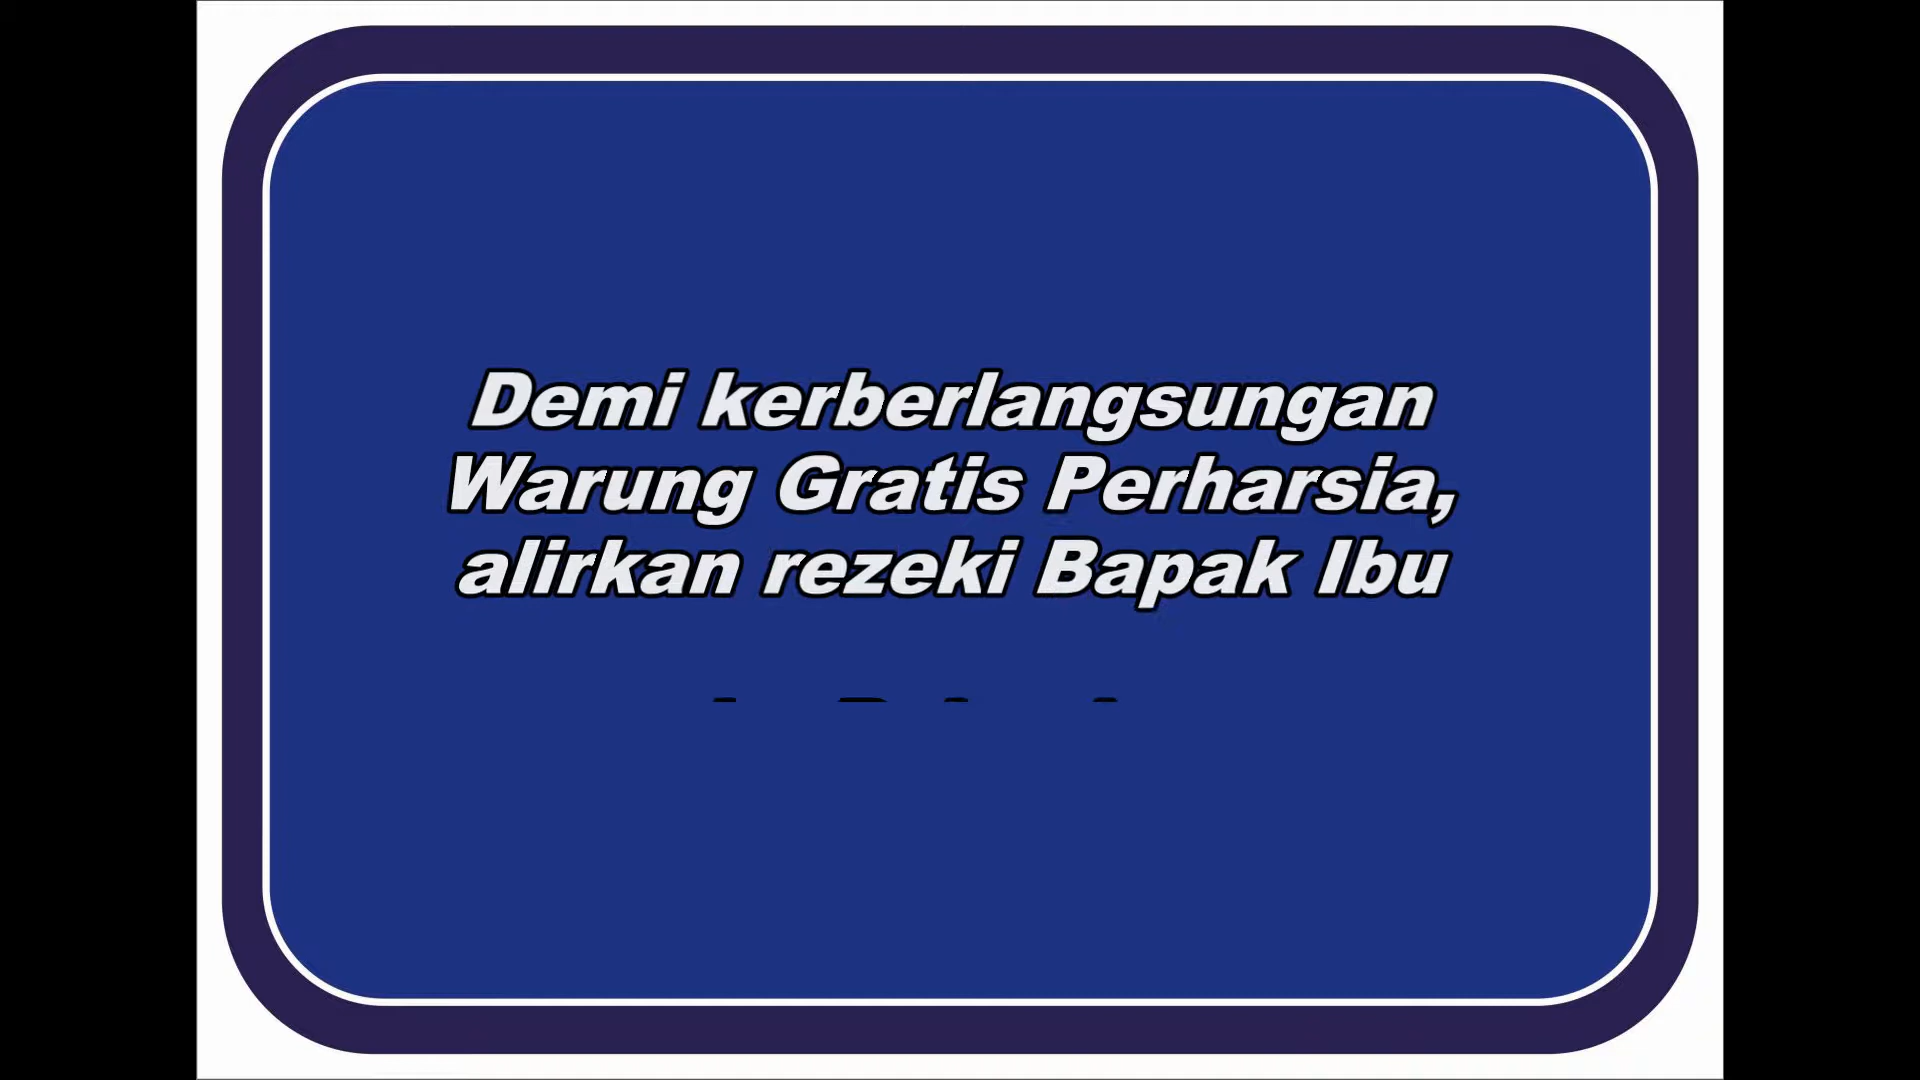 Demi kerberlangsungan
Warung Gratis Perharsia,
alirkan rezeki Bapak Ibu